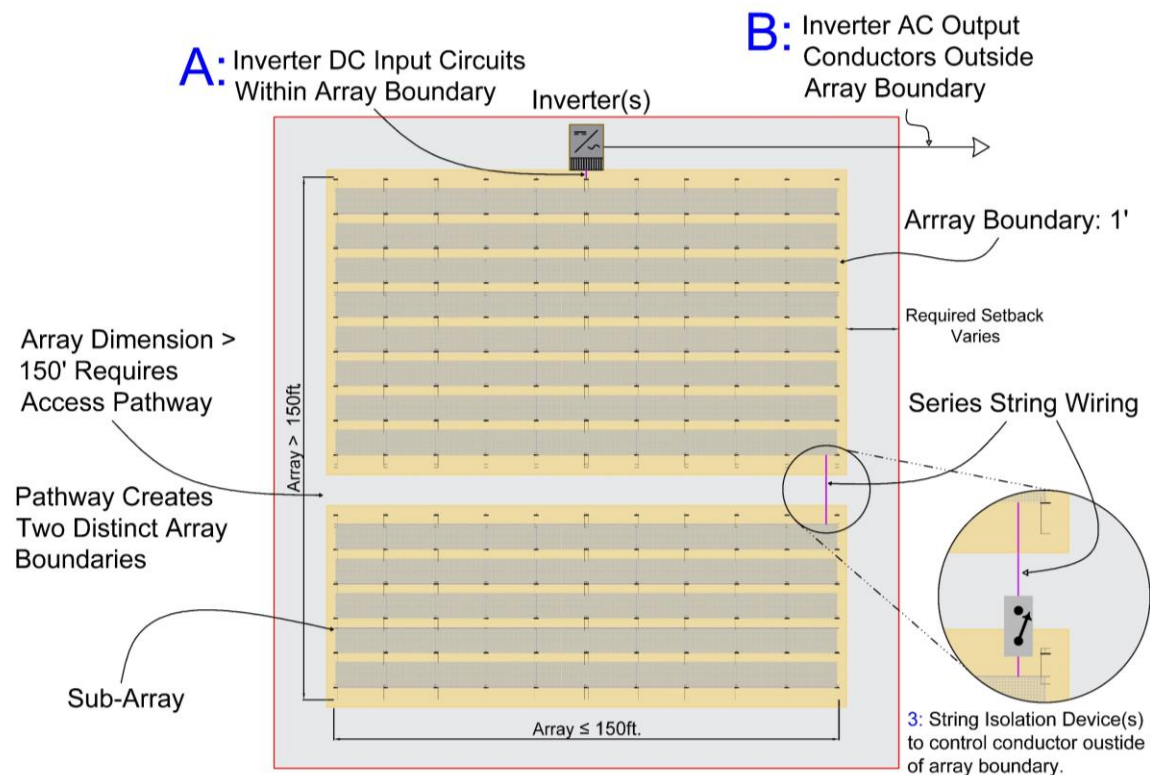 A: Inverter DC Input Circuits
Within Array Boundary
Inverter(s)
B: Inverter AC Output
Conductors Outside
Array Boundary
Arrray Boundary: 1'
Required Setback
Varies
Array Dimension >
150' Requires
Access Pathway
Array > 150ft.
Series String Wiring
Pathway Creates
Two Distinct Array
Boundaries
Sub-Array
Array ≤ 150ft.
3: String Isolation Device(s)
to control conductor oustide
of array boundary.